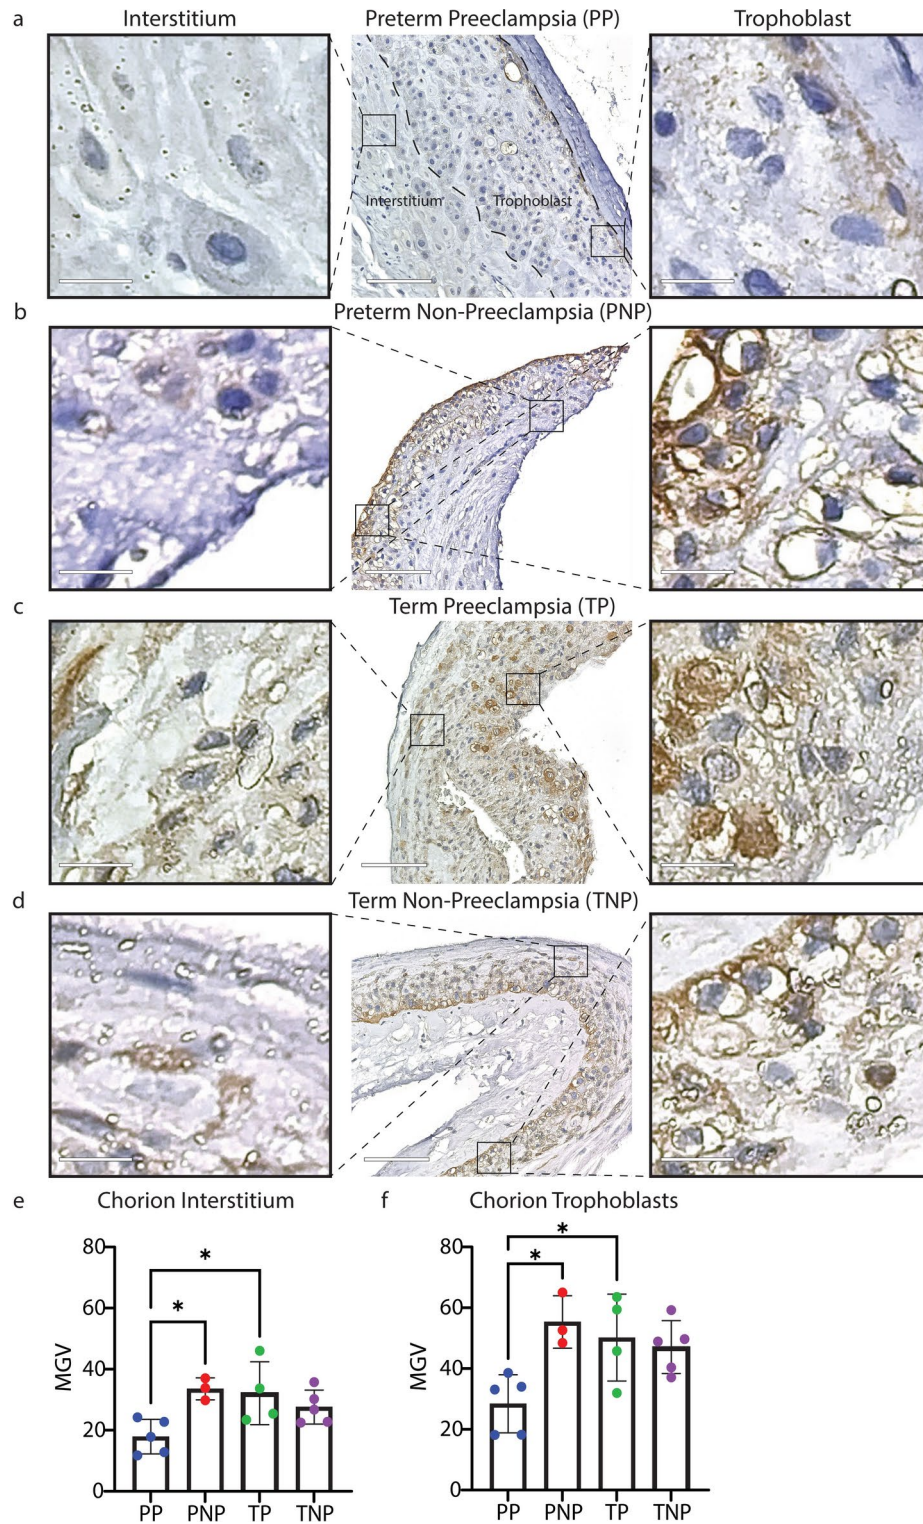 a
Interstitium
Preterm Preeclampsia (PP)
Trophoblast
Interstitium
Trophoblast
b
Preterm Non-Preeclampsia (PNP)
c
Term Preeclampsia (TP)
d
Term Non-Preeclampsia (TNP)
e
Chorion Interstitium
80
60
40
20
0
MGV
*
*
PP
PNP
TP
TNP
f
Chorion Trophoblasts
80
60
40
20
0
MGV
*
*
PP
PNP
TP
TNP